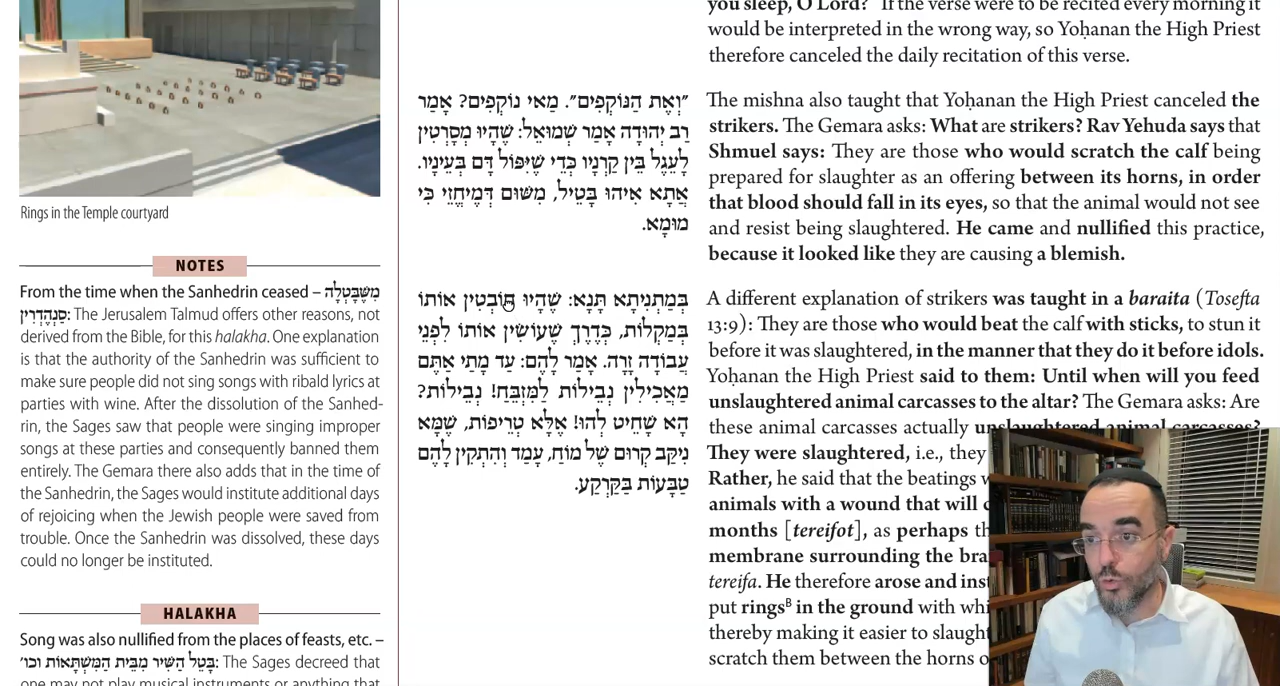 Rings in the Temple courtyard
NOTES
From the time when the Sanhedrin ceased – מִשֶּׁבָּטְלָה
סַנְהֶדְרִין: The Jerusalem Talmud offers other reasons, not
derived from the Bible, for this halakha. One explanation
is that the authority of the Sanhedrin was sufficient to
make sure people did not sing songs with ribald lyrics at
parties with wine. After the dissolution of the Sanhed-
rin, the Sages saw that people were singing improper
songs at these parties and consequently banned them
entirely. The Gemara there also adds that in the time of
the Sanhedrin, the Sages would institute additional days
of rejoicing when the Jewish people were saved from
trouble. Once the Sanhedrin was dissolved, these days
could no longer be instituted.
HALAKHA
Song was also nullified from the places of feasts, etc. –
בָּטֵל הַשִּׁיר מִבֵּית הַמִּשְׁתָּאוֹת וכו׳: The Sages decreed that
one may not play musical instruments or anything that
״וְאֶת הַנּוֹקְפִים״. מַאי נוֹקְפִים? אָמַר
רַב יְהוּדָה אָמַר שְׁמוּאֵל: שֶׁהָיוּ מְסָרְטִין
לָעֵגֶל בֵּין קַרְנָיו כְּדֵי שֶׁיִּפּוֹל דָּם בְּעֵינָיו.
אֲתָא אִיהוּ בַּטֵּיל, מִשּׁוּם דְּמֶיחֱזֵי כִּי
מוּמָא.
בְּמַתְנִיתָא תָּנָא: שֶׁהָיוּ חוֹבְטִין אוֹתוֹ
בְּמַקְלוֹת, כְּדֶרֶךְ שֶׁעוֹשִׂין אוֹתוֹ לִפְנֵי
עֲבוֹדָה זָרָה. אָמַר לָהֶם: עַד מָתַי אַתֶּם
מַאֲכִילִין נְבֵילוֹת לַמִּזְבֵּחַ! נְבֵילוֹת?
הָא שָׁחֵיט לְהוּ! אֶלָּא טְרֵיפוֹת, שֶׁמָּא
נִיקַּב קְרוּם שֶׁל מוֹחַ, עָמַד וְהִתְקִין לָהֶם
טַבָּעוֹת בַּקַּרְקַע.
you sleep, O Lord?" If the verse were to be recited every morning it
would be interpreted in the wrong way, so Yoḥanan the High Priest
therefore canceled the daily recitation of this verse.
The mishna also taught that Yoḥanan the High Priest canceled the
strikers. The Gemara asks: What are strikers? Rav Yehuda says that
Shmuel says: They are those who would scratch the calf being
prepared for slaughter as an offering between its horns, in order
that blood should fall in its eyes, so that the animal would not see
and resist being slaughtered. He came and nullified this practice,
because it looked like they are causing a blemish.
A different explanation of strikers was taught in a baraita (Tosefta
13:9): They are those who would beat the calf with sticks, to stun it
before it was slaughtered, in the manner that they do it before idols.
Yoḥanan the High Priest said to them: Until when will you feed
unslaughtered animal carcasses to the altar? The Gemara asks: Are
these animal carcasses actually unslaughtered animal carcasses?
They were slaughtered, i.e., they
Rather, he said that the beatings
animals with a wound that will
months [tereifot], as perhaps
membrane surrounding the
tereifa. He therefore arose and
put ringsᴮ in the ground with
thereby making it easier to
scratch them between the horns